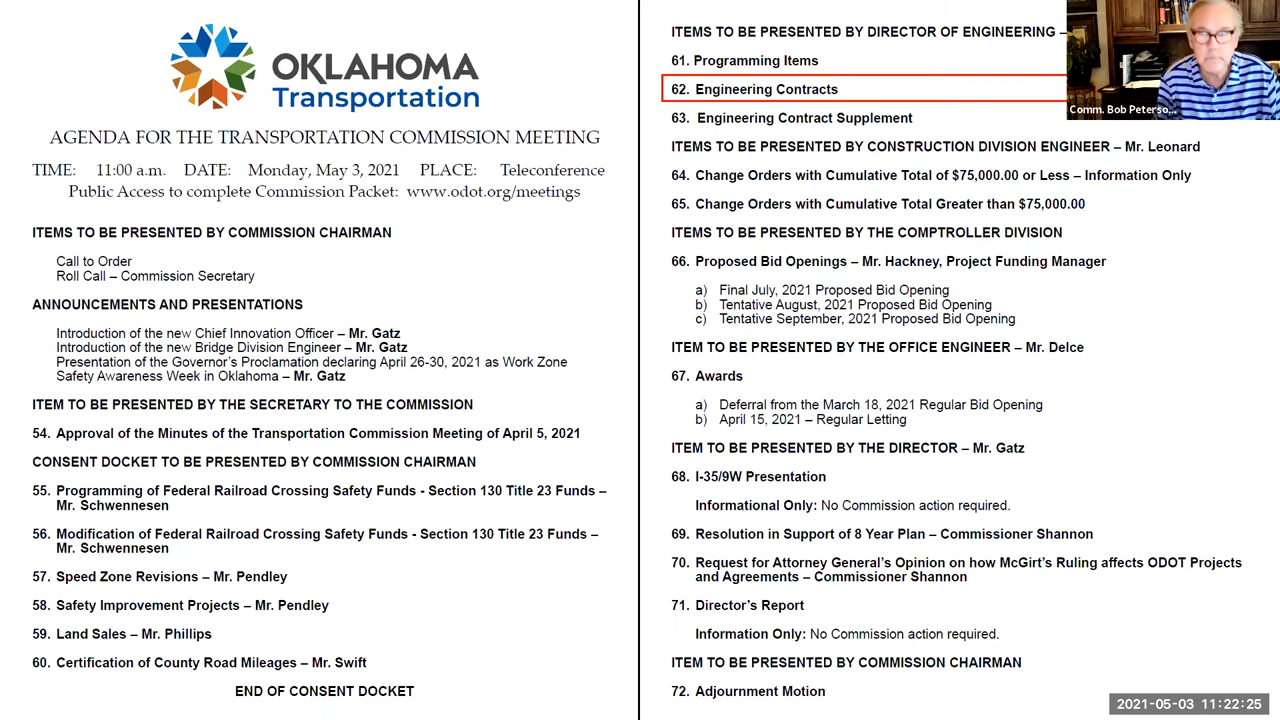 OKLAHOMA
Transportation
AGENDA FOR THE TRANSPORTATION COMMISSION MEETING
TIME: 11:00 a.m. DATE: Monday, May 3, 2021 PLACE: Teleconference
Public Access to complete Commission Packet: www.odot.org/meetings
ITEMS TO BE PRESENTED BY COMMISSION CHAIRMAN
Call to Order
Roll Call – Commission Secretary
ANNOUNCEMENTS AND PRESENTATIONS
Introduction of the new Chief Innovation Officer – Mr. Gatz
Introduction of the new Bridge Division Engineer – Mr. Gatz
Presentation of the Governor's Proclamation declaring April 26-30, 2021 as Work Zone
Safety Awareness Week in Oklahoma – Mr. Gatz
ITEM TO BE PRESENTED BY THE SECRETARY TO THE COMMISSION
54. Approval of the Minutes of the Transportation Commission Meeting of April 5, 2021
CONSENT DOCKET TO BE PRESENTED BY COMMISSION CHAIRMAN
55. Programming of Federal Railroad Crossing Safety Funds - Section 130 Title 23 Funds –
Mr. Schwennesen
56. Modification of Federal Railroad Crossing Safety Funds - Section 130 Title 23 Funds –
Mr. Schwennesen
57. Speed Zone Revisions – Mr. Pendley
58. Safety Improvement Projects – Mr. Pendley
59. Land Sales – Mr. Phillips
60. Certification of County Road Mileages – Mr. Swift
END OF CONSENT DOCKET
ITEMS TO BE PRESENTED BY DIRECTOR OF ENGINEERING –
61. Programming Items
62. Engineering Contracts
63. Engineering Contract Supplement
ITEMS TO BE PRESENTED BY CONSTRUCTION DIVISION ENGINEER – Mr. Leonard
64. Change Orders with Cumulative Total of $75,000.00 or Less – Information Only
65. Change Orders with Cumulative Total Greater than $75,000.00
ITEMS TO BE PRESENTED BY THE COMPTROLLER DIVISION
66. Proposed Bid Openings – Mr. Hackney, Project Funding Manager
a) Final July, 2021 Proposed Bid Opening
b) Tentative August, 2021 Proposed Bid Opening
c) Tentative September, 2021 Proposed Bid Opening
ITEM TO BE PRESENTED BY THE OFFICE ENGINEER – Mr. Delce
67. Awards
a) Deferral from the March 18, 2021 Regular Bid Opening
b) April 15, 2021 – Regular Letting
ITEM TO BE PRESENTED BY THE DIRECTOR – Mr. Gatz
68. I-35/9W Presentation
Informational Only: No Commission action required.
69. Resolution in Support of 8 Year Plan – Commissioner Shannon
70. Request for Attorney General's Opinion on how McGirt's Ruling affects ODOT Projects
and Agreements – Commissioner Shannon
71. Director's Report
Information Only: No Commission action required.
ITEM TO BE PRESENTED BY COMMISSION CHAIRMAN
72. Adjournment Motion
Comm. Bob Peterso...
2021-05-03 11:22:25